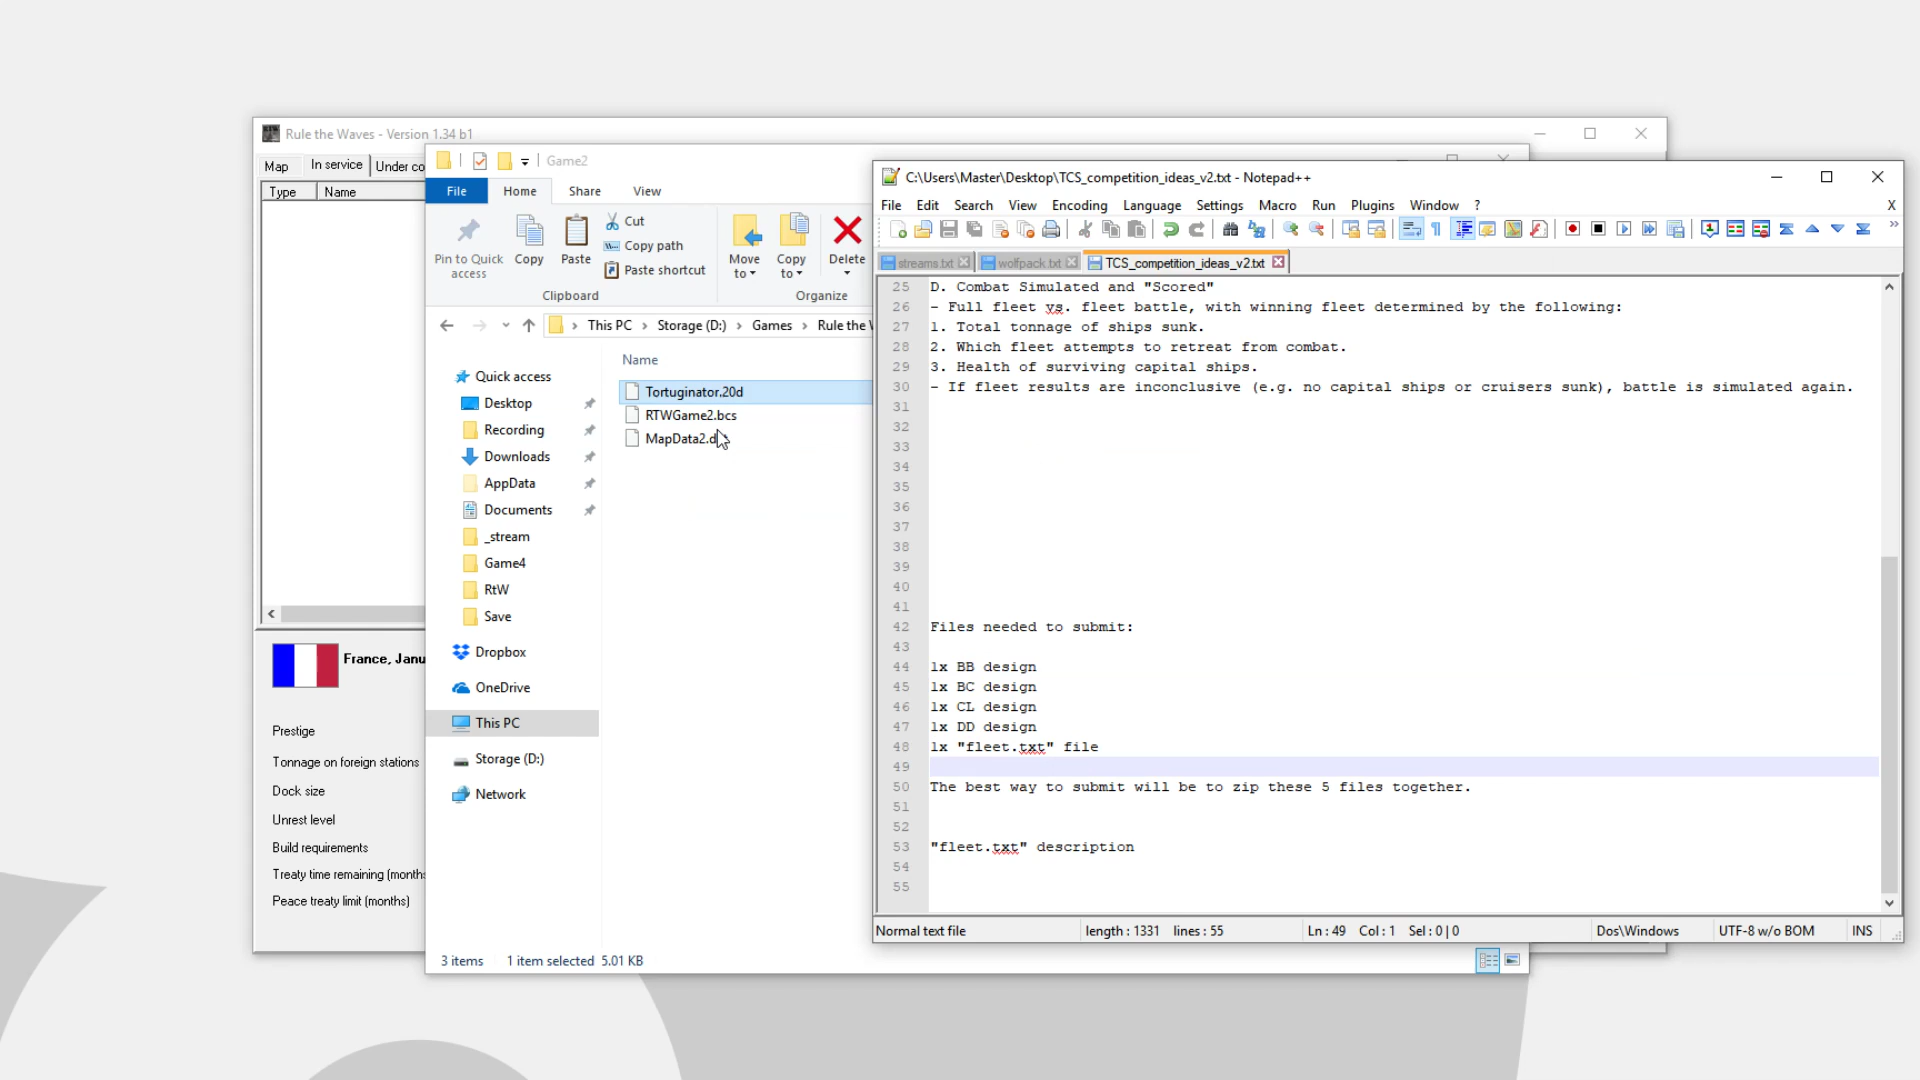 Rule the Waves - Version 1.34 b1
Map In service Under co
Type Name
France, Janu
Prestige
Tonnage on foreign stations
Dock size
Unrest level
Build requirements
Treaty time remaining (month
Peace treaty limit (months)
Game2
File Home Share View
Pin to Quick access
Copy
Paste
Cut
Copy path
Paste shortcut
Move to
Copy to
Delete
Clipboard
Organize
This PC Storage (D:) Games Rule the
Name
Quick access
Desktop
Recording
Downloads
AppData
Documents
_stream
Game4
RtW
Save
Dropbox
OneDrive
This PC
Storage (D:)
Network
Tortuginator.20d
RTWGame2.bcs
3 items 1 item selected 5.01 KB
C:\Users\Master\Desktop\TCS_competition_ideas_v2.txt - Notepad++
File Edit Search View Encoding Language Settings Macro Run Plugins Window ? X
streams.txt wolfpack.txt TCS_competition_ideas_v2.txt
25 D. Combat Simulated and "Scored"
26 - Full fleet vs. fleet battle, with winning fleet determined by the following:
27 1. Total tonnage of ships sunk.
28 2. Which fleet attempts to retreat from combat.
29 3. Health of surviving capital ships.
30 - If fleet results are inconclusive (e.g. no capital ships or cruisers sunk), battle is simulated again.
31
32
33
34
35
36
37
38
39
40
41
42 Files needed to submit:
43
44 1x BB design
45 1x BC design
46 1x CL design
47 1x DD design
48 1x "fleet.txt" file
49
50 The best way to submit will be to zip these 5 files together.
51
52
53 "fleet.txt" description
54
55
Normal text file length : 1331 lines : 55 Ln : 49 Col : 1 Sel : 0 | 0 Dos\Windows UTF-8 w/o BOM INS